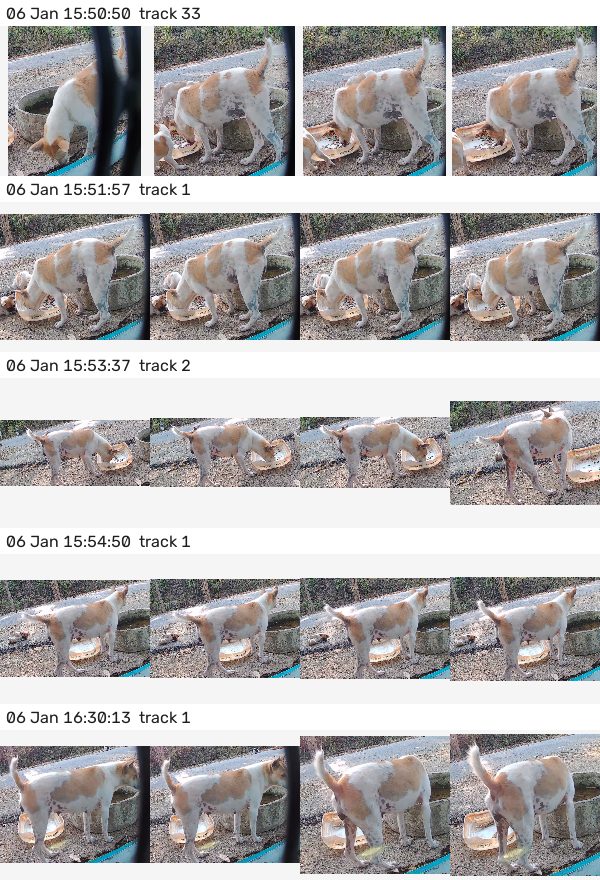 06 Jan 15:50:50 track 33
06 Jan 15:51:57 track 1
06 Jan 15:53:37 track 2
06 Jan 15:54:50 track 1
06 Jan 16:30:13 track 1